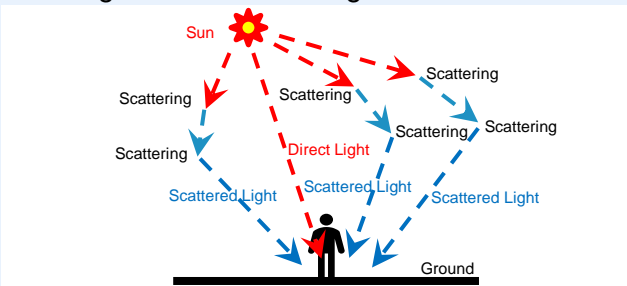 Sun
Scattering
Scattering
Scattering
Scattering
Scattering
Scattering
Direct Light
Scattered Light
Scattered Light
Scattered Light
Ground